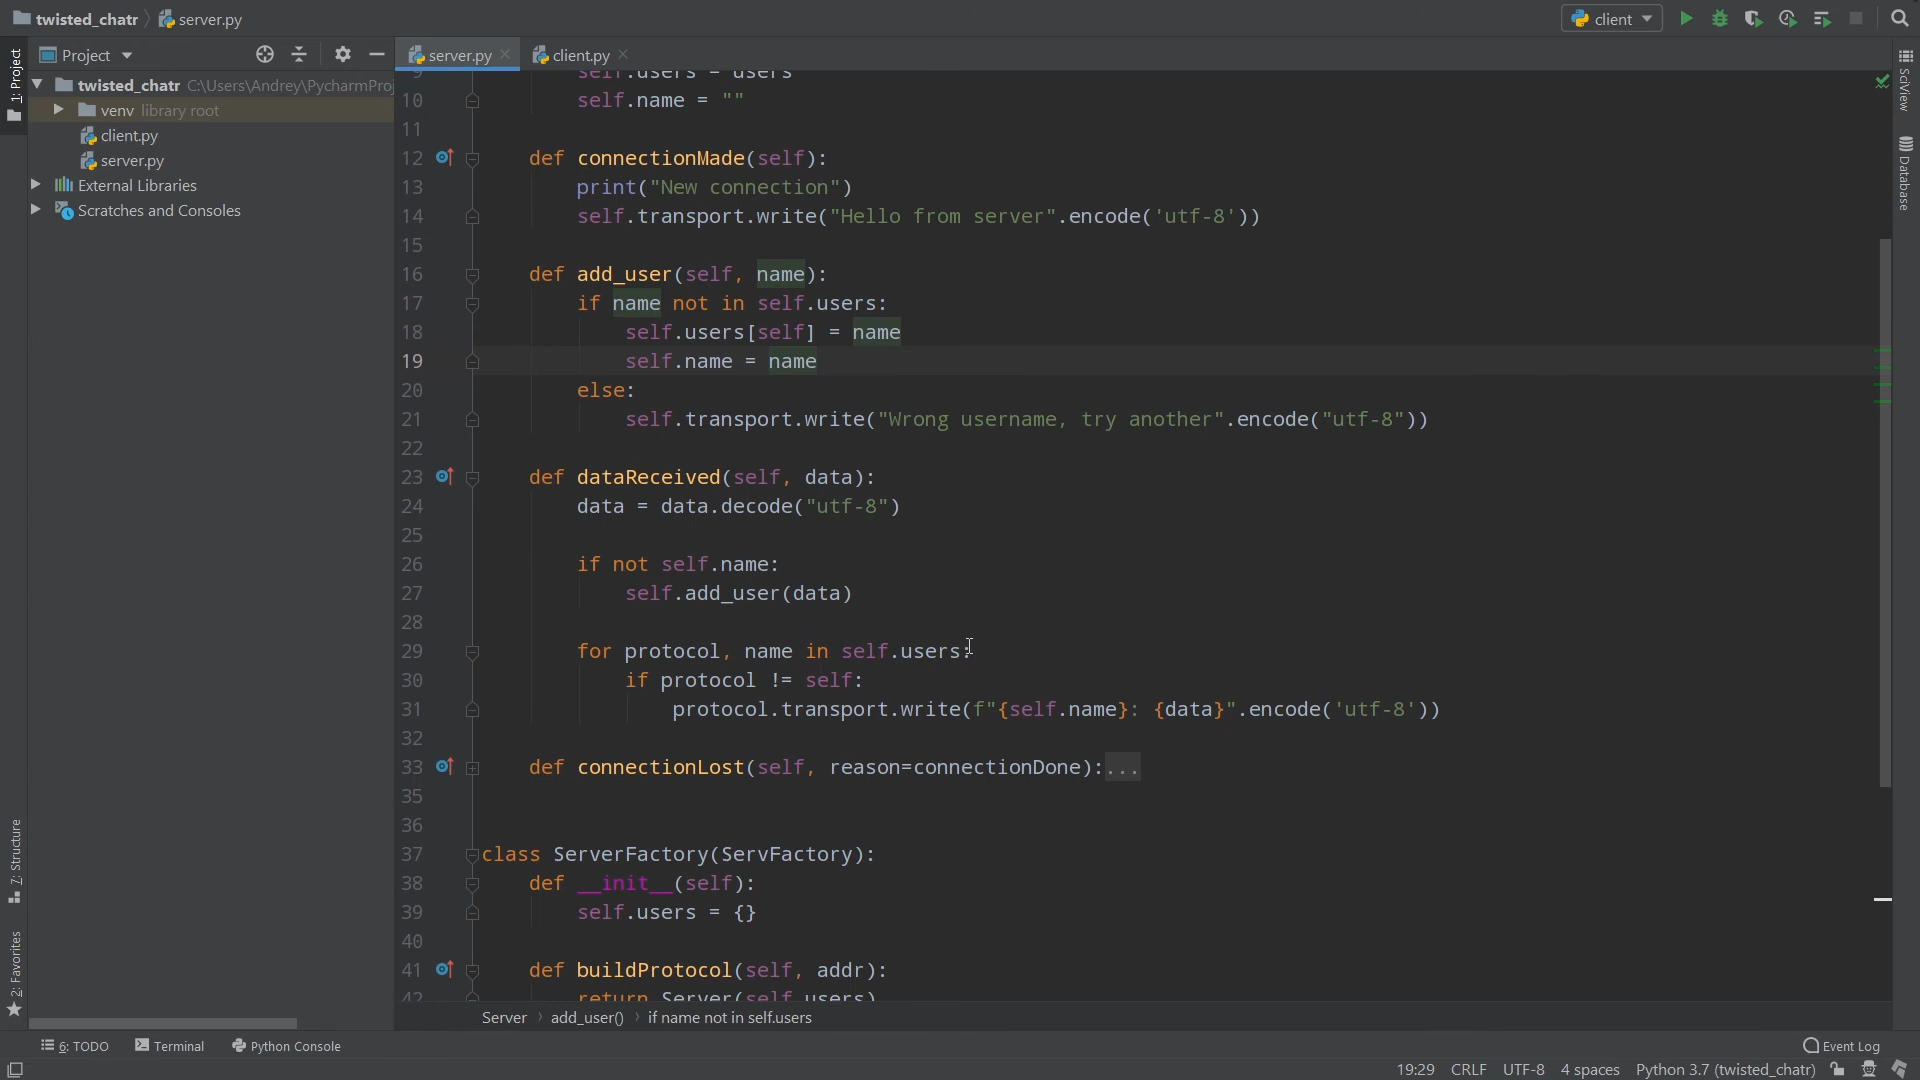 twisted_chatr server.py client
1: Project
Project
twisted_chatr C:\Users\Andrey\PycharmPro
venv library root
client.py
server.py
External Libraries
Scratches and Consoles
7: Structure
2: Favorites
server.py client.py
9 self.users = users
10 self.name = ""
11
12 def connectionMade(self):
13 print("New connection")
14 self.transport.write("Hello from server".encode('utf-8'))
15
16 def add_user(self, name):
17 if name not in self.users:
18 self.users[self] = name
19 self.name = name
20 else:
21 self.transport.write("Wrong username, try another".encode("utf-8"))
22
23 def dataReceived(self, data):
24 data = data.decode("utf-8")
25
26 if not self.name:
27 self.add_user(data)
28
29 for protocol, name in self.users:
30 if protocol != self:
31 protocol.transport.write(f"{self.name}: {data}".encode('utf-8'))
32
33 def connectionLost(self, reason=connectionDone):...
35
36
37 class ServerFactory(ServFactory):
38 def __init__(self):
39 self.users = {}
40
41 def buildProtocol(self, addr):
42 return Server(self.users)
Server add_user() if name not in self.users
SciView
Database
6: TODO Terminal Python Console Event Log
19:29 CRLF UTF-8 4 spaces Python 3.7 (twisted_chatr)